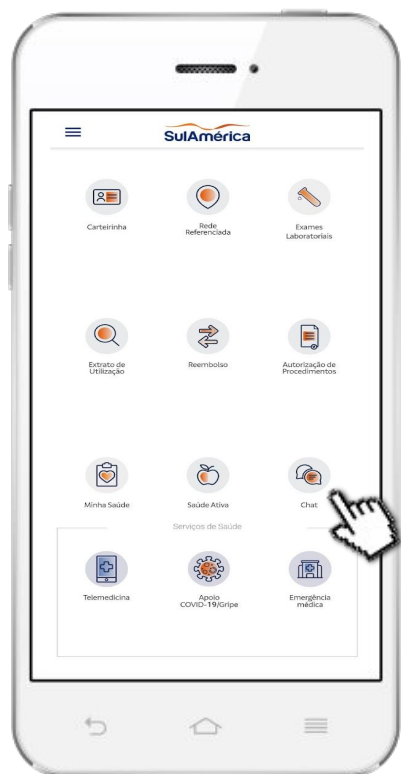 SulAmérica
Carteirinha
Rede
Referenciada
Exames
Laboratoriais
Extrato de
Utilização
Reembolso
Autorização de
Procedimentos
Minha Saúde
Saúde Ativa
Chat
Serviços de Saúde
Telemedicina
Apoio
COVID-19/Gripe
Emergência
médica